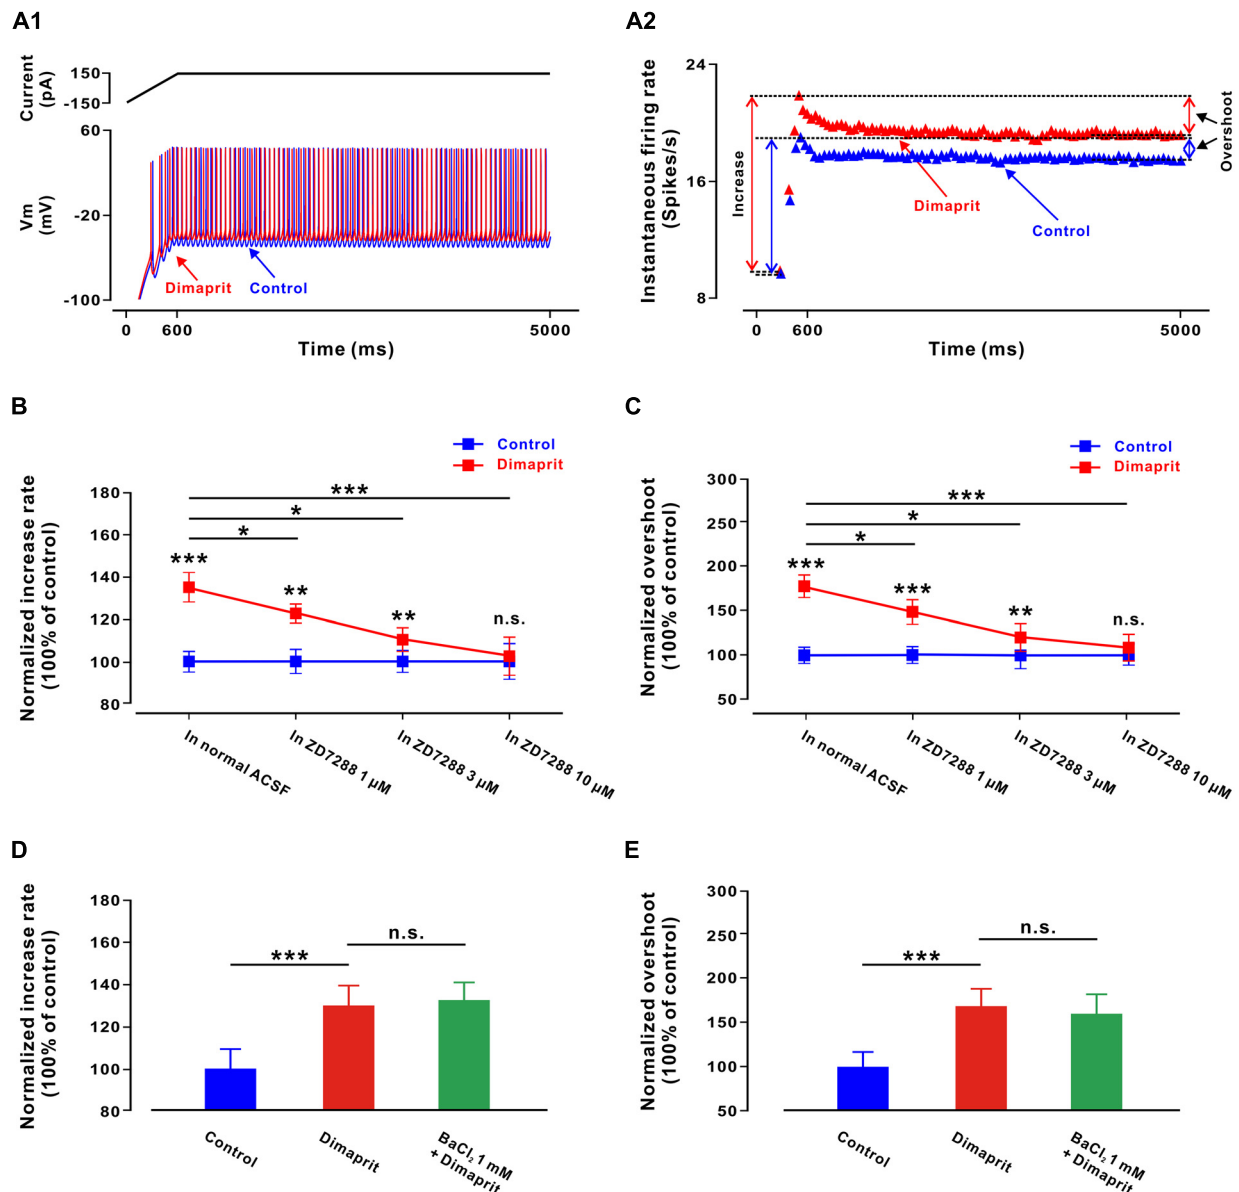 A1
Current
(pA)
150
-150
60
-20
-100
Vm
(mV)
Dimaprit
Control
0
600
5000
Time (ms)
A2
Instantaneous firing rate
(Spikes/s)
24
16
8
Increase
Overshoot
Dimaprit
Control
0
600
5000
Time (ms)
B
Control
Dimaprit
Normalized increase rate
(100% of control)
180
160
140
120
100
80
***
*
*
***
**
**
n.s.
In normal ACSF
In ZD7288 1 μM
In ZD7288 3 μM
In ZD7288 10 μM
C
Control
Dimaprit
Normalized overshoot
(100% of control)
300
250
200
150
100
50
***
*
*
***
***
**
n.s.
In normal ACSF
In ZD7288 1 μM
In ZD7288 3 μM
In ZD7288 10 μM
D
Normalized increase rate
(100% of control)
180
160
140
120
100
80
n.s.
***
Control
Dimaprit
BaCl₂ 1 mM
+ Dimaprit
E
Normalized overshoot
(100% of control)
300
250
200
150
100
50
n.s.
***
Control
Dimaprit
BaCl₂ 1 mM
+ Dimaprit